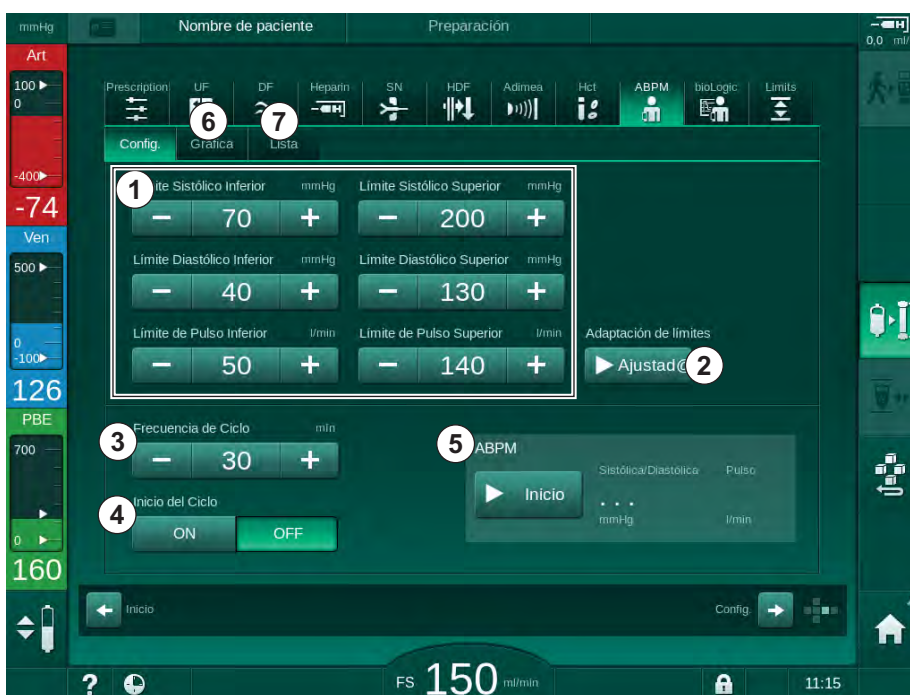 mmHg
Nombre de paciente
Preparación
0,0 ml/
Art
100
0
-400
-74
Ven
500
0
-100
126
PBE
700
0
160
Prescription
UF
DF
Heparin
SN
HDF
Adimea
Hct
ABPM
bioLogic
Limits
6
7
Config.
Gráfica
Lista
1
ite Sistólico Inferior mmHg
Límite Sistólico Superior mmHg
− 70 +
− 200 +
Límite Diastólico Inferior mmHg
Límite Diastólico Superior mmHg
− 40 +
− 130 +
Límite de Pulso Inferior l/min
Límite de Pulso Superior l/min
− 50 +
− 140 +
Adaptación de límites
Ajustad
2
3
Frecuencia de Ciclo min
− 30 +
4
Inicio del Ciclo
ON
OFF
5
ABPM
Inicio
Sistólica/Diastólica
Pulso
. . .
mmHg
l/min
Inicio
Config.
? FS 150 ml/min
11:15